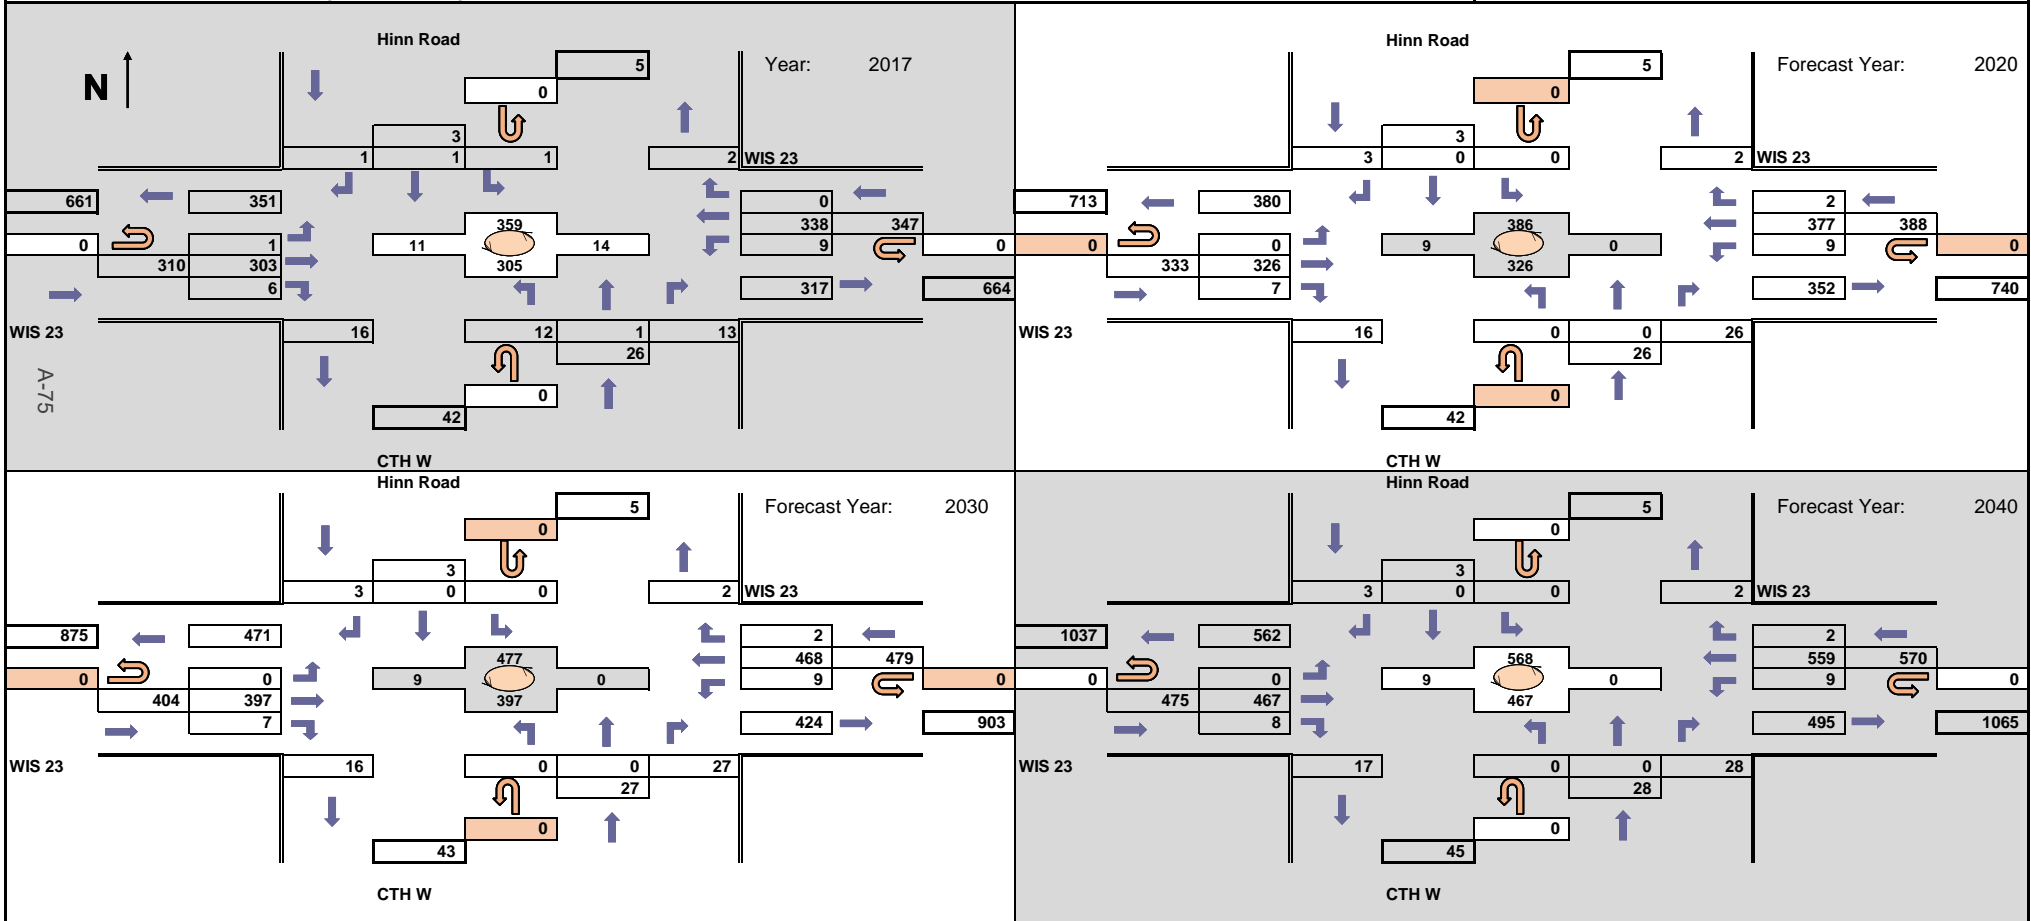 Hinn Road
N
Year: 2017
5
0
3
1 1 1
2 WIS 23
661 351
0
338 347
9 0
359
11 14
305
0 1
310 303
6
317 664
WIS 23
16 12 1 13
26
0
42
A-75
CTH W
Hinn Road
Forecast Year: 2020
5
0
3
3 0 0
2 WIS 23
713 380
2
377 388
9 0
386
9 0
326
0 0
333 326
7
352 740
WIS 23
16 0 0 26
26
0
42
CTH W
Hinn Road
Forecast Year: 2030
5
0
3
3 0 0
2 WIS 23
875 471
2
468 479
9 0
477
9 0
397
0 0
404 397
7
424 903
WIS 23
16 0 0 27
27
0
43
CTH W
Hinn Road
Forecast Year: 2040
5
0
3
3 0 0
2 WIS 23
1037 562
2
559 570
9 0
568
9 0
467
0 0
475 467
8
495 1065
WIS 23
17 0 0 28
28
0
45
CTH W